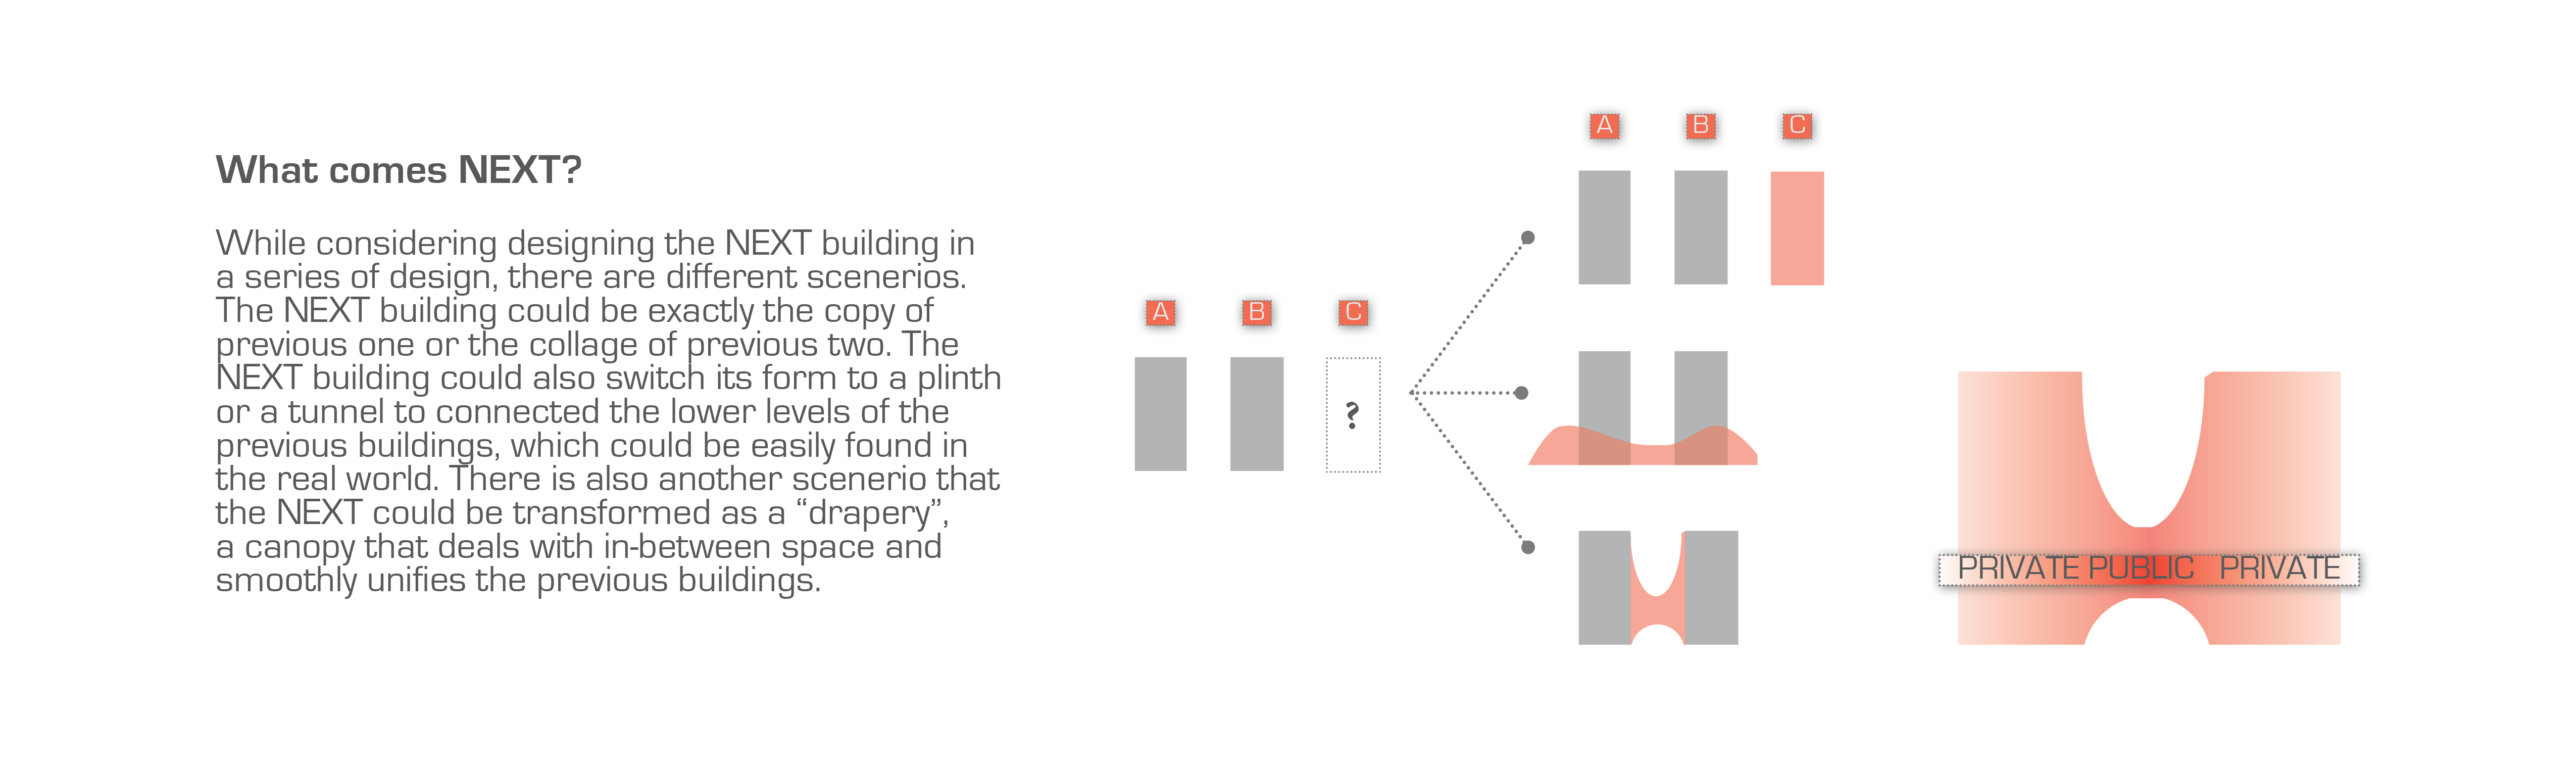 What comes NEXT?
While considering designing the NEXT building in
a series of design, there are different scenerios.
The NEXT building could be exactly the copy of
previous one or the collage of previous two. The
NEXT building could also switch its form to a plinth
or a tunnel to connected the lower levels of the
previous buildings, which could be easily found in
the real world. There is also another scenerio that
the NEXT could be transformed as a “drapery”,
a canopy that deals with in-between space and
smoothly unifies the previous buildings.
A B C
?
A B C
PRIVATE PUBLIC PRIVATE